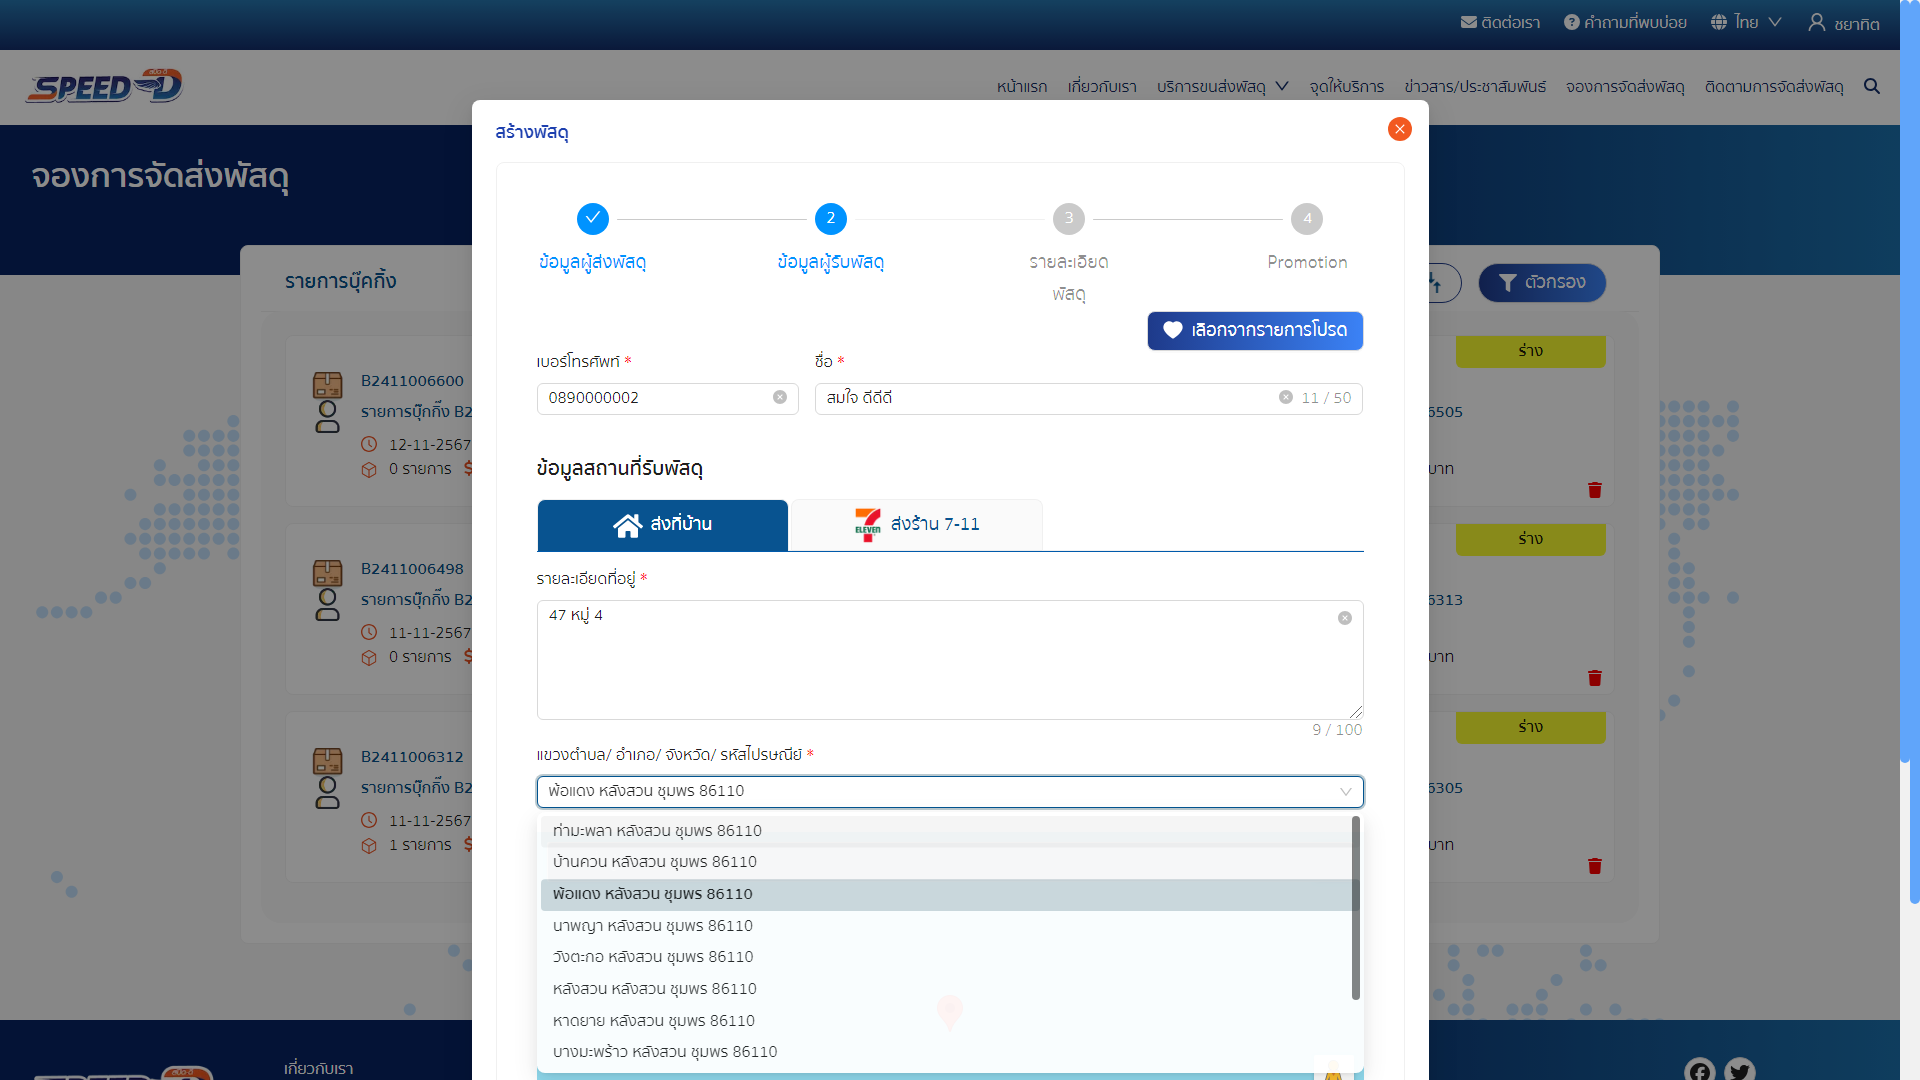 ติดต่อเรา คำถามที่พบบ่อย ไทย ชยาทิต
SPEED-D
หน้าแรก เกี่ยวกับเรา บริการขนส่งพัสดุ จุดให้บริการ ข่าวสาร/ประชาสัมพันธ์ จองการจัดส่งพัสดุ ติดตามการจัดส่งพัสดุ
จองการจัดส่งพัสดุ
สร้างพัสดุ
2 3 4
ข้อมูลผู้ส่งพัสดุ ข้อมูลผู้รับพัสดุ รายละเอียด Promotion
พัสดุ
เลือกจากรายการโปรด
เบอร์โทรศัพท์ * ชื่อ *
0890000002 สมใจ ดีดีดี 11 / 50
ข้อมูลสถานที่รับพัสดุ
ส่งที่บ้าน ELEVEN ส่งร้าน 7-11
รายละเอียดที่อยู่ *
47 หมู่ 4
9 / 100
แขวงตำบล/ อำเภอ/ จังหวัด/ รหัสไปรษณีย์ *
พ้อแดง หลังสวน ชุมพร 86110
ท่ามะพลา หลังสวน ชุมพร 86110
บ้านควน หลังสวน ชุมพร 86110
พ้อแดง หลังสวน ชุมพร 86110
นาพญา หลังสวน ชุมพร 86110
วังตะกอ หลังสวน ชุมพร 86110
หลังสวน หลังสวน ชุมพร 86110
หาดยาย หลังสวน ชุมพร 86110
บางมะพร้าว หลังสวน ชุมพร 86110
รายการบุ๊คกิ้ง ตัวกรอง
B2411006600 ร่าง
รายการบุ๊กกิ้ง B2 6505
12-11-2567
0 รายการ บาท
B2411006498 ร่าง
รายการบุ๊กกิ้ง B2 6313
11-11-2567
0 รายการ บาท
B2411006312 ร่าง
รายการบุ๊กกิ้ง B2 6305
11-11-2567
1 รายการ บาท
เกี่ยวกับเรา